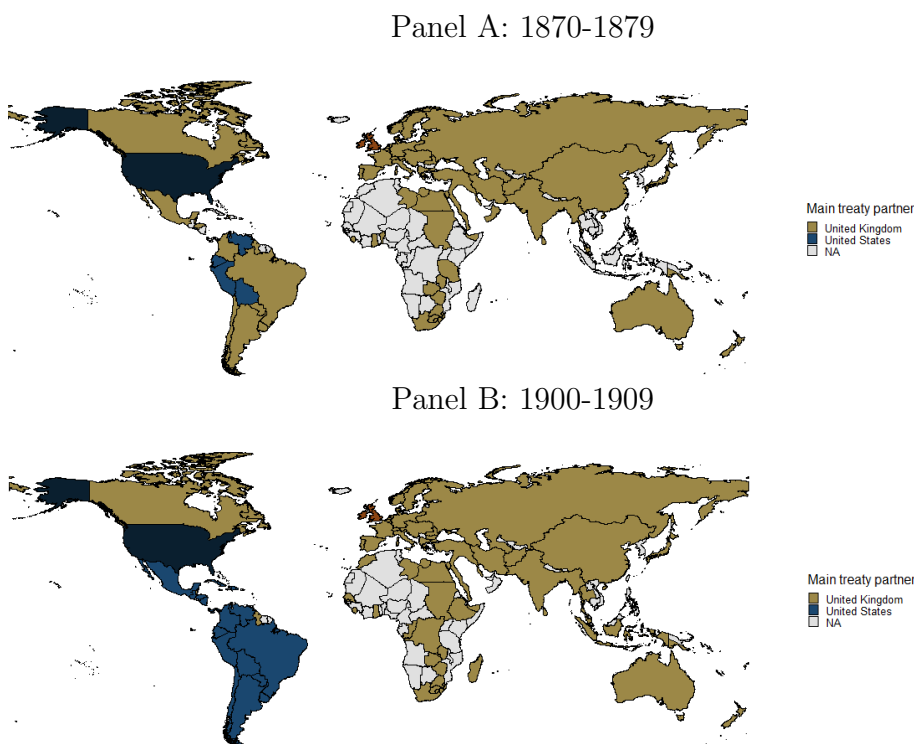 Panel A: 1870-1879
Main treaty partner
United Kingdom
United States
NA
Panel B: 1900-1909
Main treaty partner
United Kingdom
United States
NA